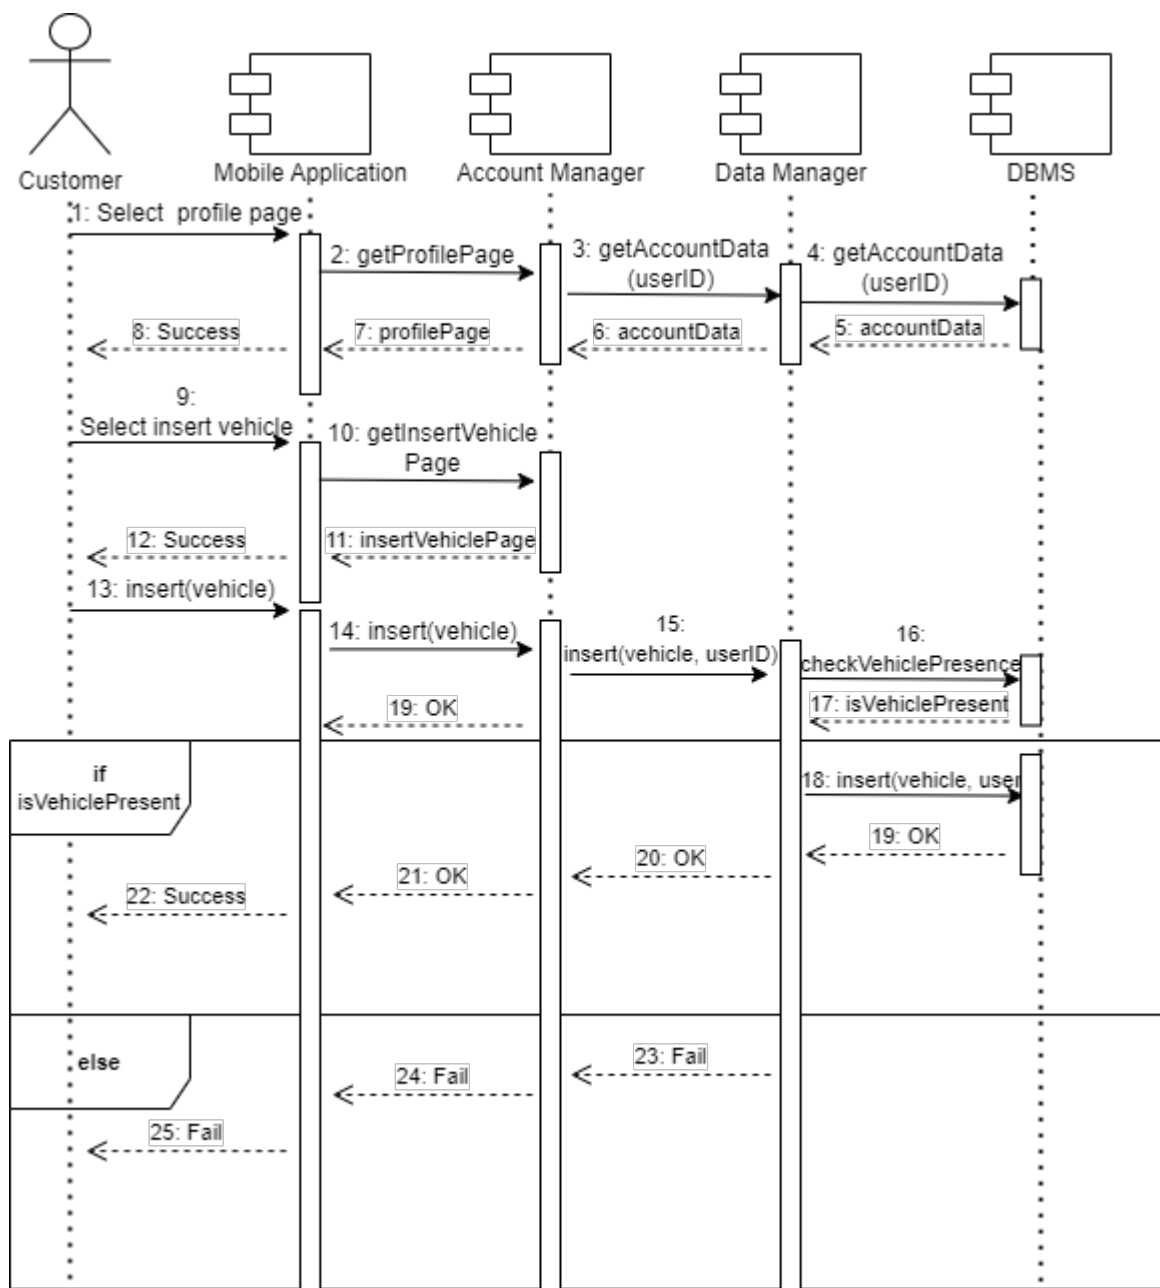 Customer
Mobile Application
Account Manager
Data Manager
DBMS
1: Select profile page
2: getProfilePage
3: getAccountData
(userID)
4: getAccountData
(userID)
5: accountData
6: accountData
7: profilePage
8: Success
9:
Select insert vehicle
10: getInsertVehicle
Page
11: insertVehiclePage
12: Success
13: insert(vehicle)
14: insert(vehicle)
15:
insert(vehicle, userID)
16:
checkVehiclePresence
17: isVehiclePresent
19: OK
if
isVehiclePresent
18: insert(vehicle, user
19: OK
20: OK
21: OK
22: Success
else
23: Fail
24: Fail
25: Fail